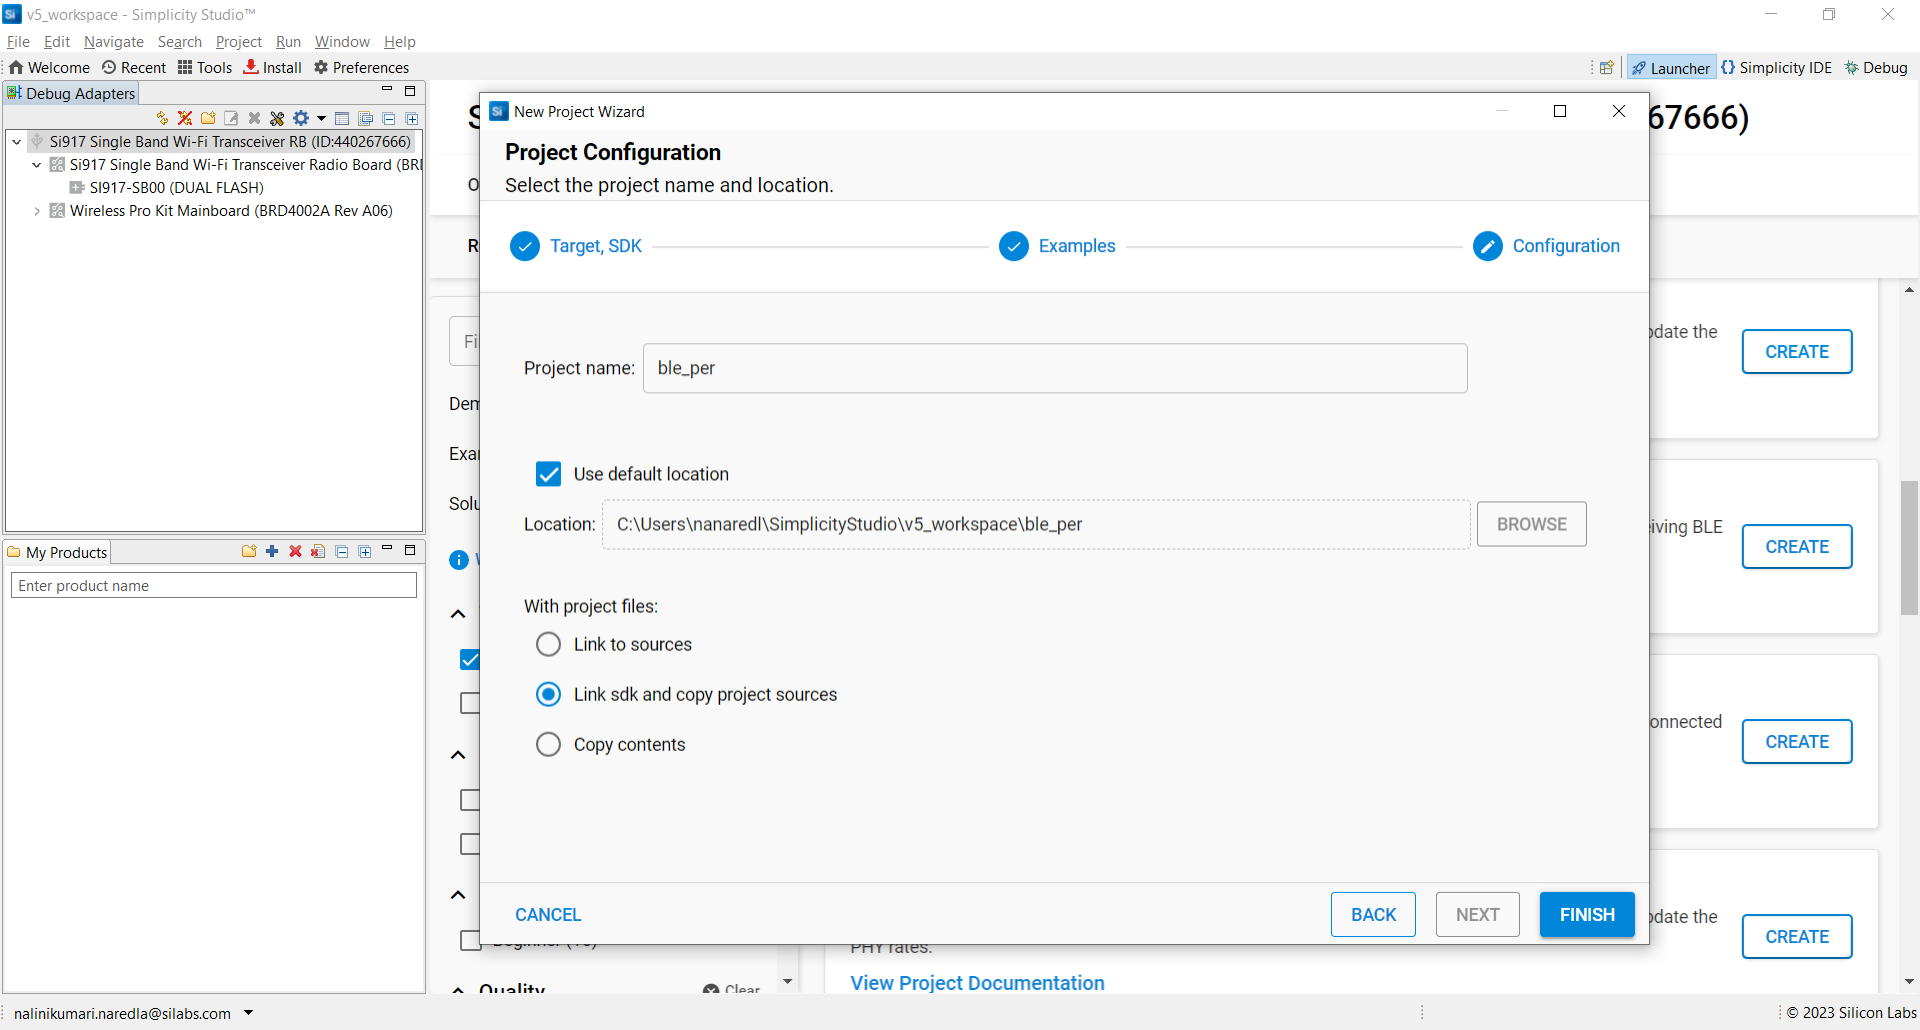 v5_workspace - Simplicity Studio™
File Edit Navigate Search Project Run Window Help
Welcome Recent Tools Install Preferences
Launcher Simplicity IDE Debug
Debug Adapters
Si917 Single Band Wi-Fi Transceiver RB (ID:440267666)
Si917 Single Band Wi-Fi Transceiver Radio Board (BRI
SI917-SB00 (DUAL FLASH)
Wireless Pro Kit Mainboard (BRD4002A Rev A06)
My Products
Enter product name
67666)
New Project Wizard
Project Configuration
Select the project name and location.
Target, SDK
Examples
Configuration
Project name: ble_per
Use default location
Location: C:\Users\nanaredl\SimplicityStudio\v5_workspace\ble_per
BROWSE
With project files:
Link to sources
Link sdk and copy project sources
Copy contents
CANCEL
BACK
NEXT
FINISH
Fi
Dem
Exar
Solu
Quality
Clear
pdate the
CREATE
eiving BLE
CREATE
onnected
CREATE
pdate the
CREATE
PHY rates.
View Project Documentation
nalinikumari.naredla@silabs.com
© 2023 Silicon Labs